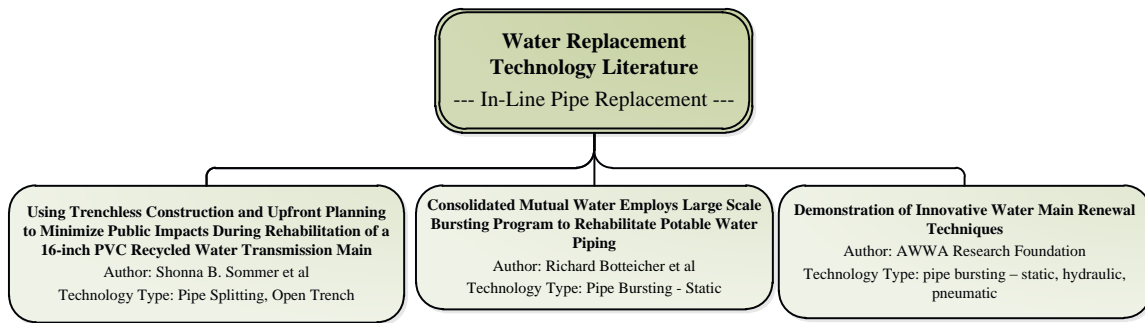 Water Replacement
Technology Literature
--- In-Line Pipe Replacement ---
Using Trenchless Construction and Upfront Planning
to Minimize Public Impacts During Rehabilitation of a
16-inch PVC Recycled Water Transmission Main
Author: Shonna B. Sommer et al
Technology Type: Pipe Splitting, Open Trench
Consolidated Mutual Water Employs Large Scale
Bursting Program to Rehabilitate Potable Water
Piping
Author: Richard Botteicher et al
Technology Type: Pipe Bursting - Static
Demonstration of Innovative Water Main Renewal
Techniques
Author: AWWA Research Foundation
Technology Type: pipe bursting – static, hydraulic,
pneumatic